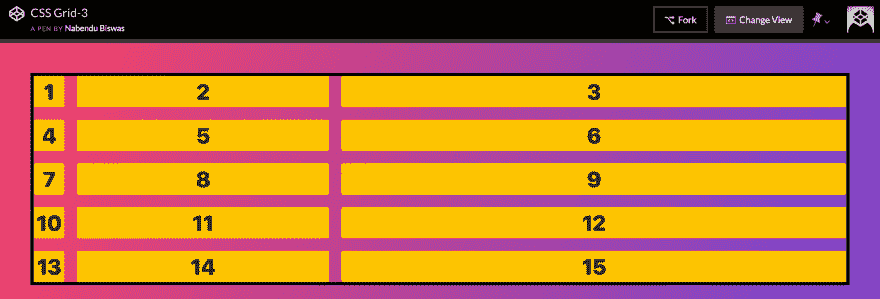 CSS Grid-3
A PEN BY Nabendu Biswas
Fork
Change View
1 2 3
4 5 6
7 8 9
10 11 12
13 14 15